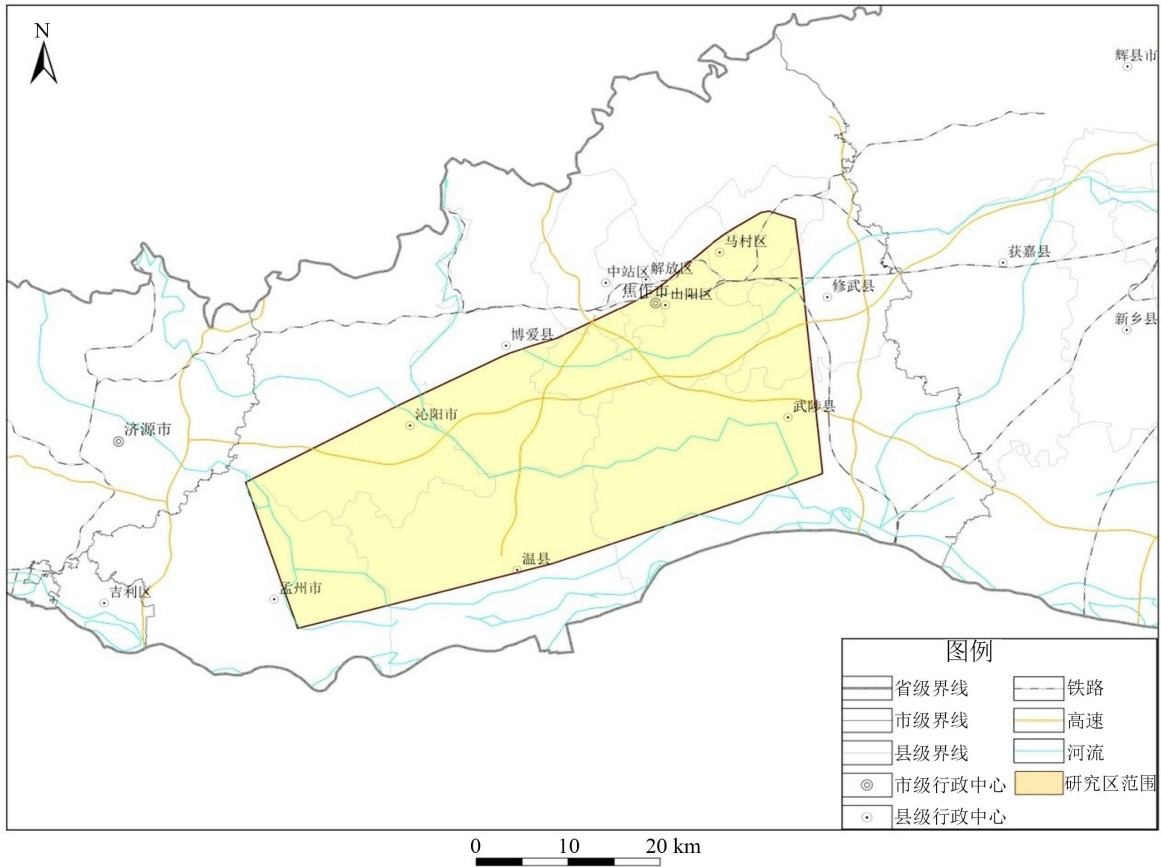 N
辉县市
马村区
获嘉县
中站区
解放区
修武县
焦作市
山阳区
新乡县
博爱县
武陟县
沁阳市
济源市
温县
吉利区
孟州市
图例
省级界线
铁路
市级界线
高速
县级界线
河流
市级行政中心
研究区范围
县级行政中心
0 10 20 km